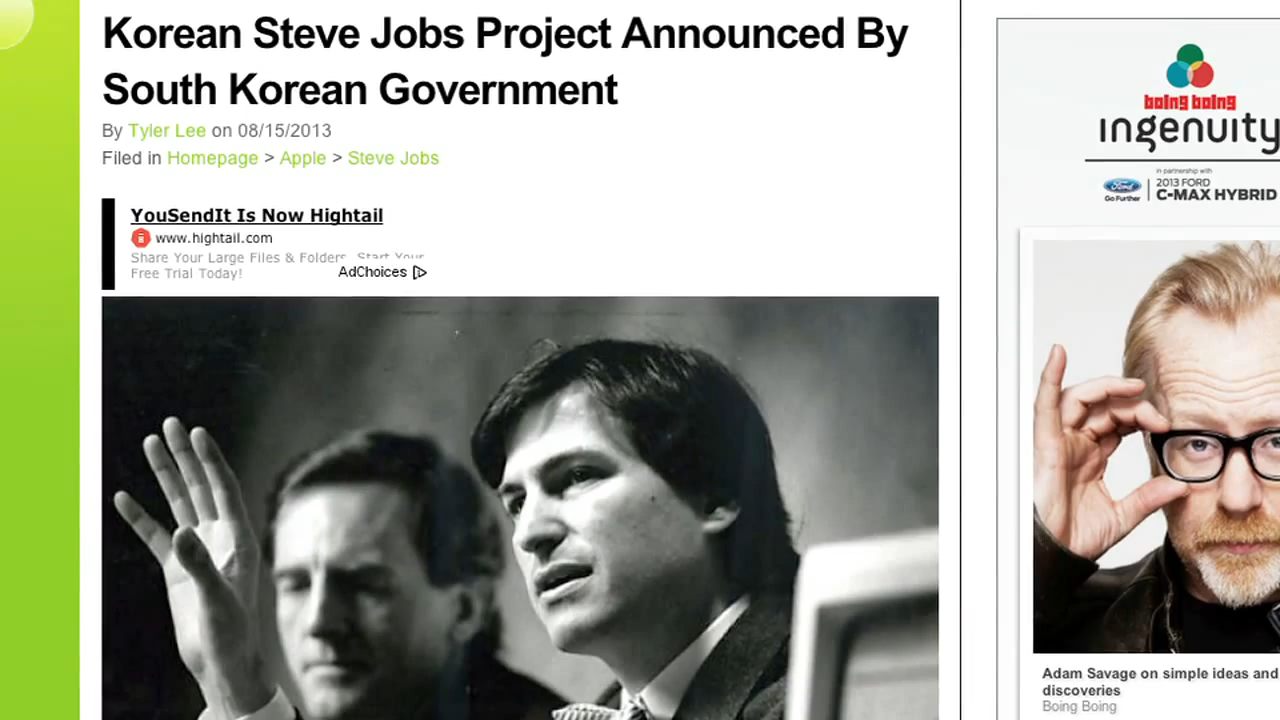 Korean Steve Jobs Project Announced By
South Korean Government
By Tyler Lee on 08/15/2013
Filed in Homepage > Apple > Steve Jobs
YouSendIt Is Now Hightail
www.hightail.com
Share Your Large Files & Folders. Start Your
Free Trial Today!
AdChoices
boing boing
ingenuity
in partnership with
Ford
Go Further
2013 FORD
C-MAX HYBRID
Adam Savage on simple ideas and
discoveries
Boing Boing